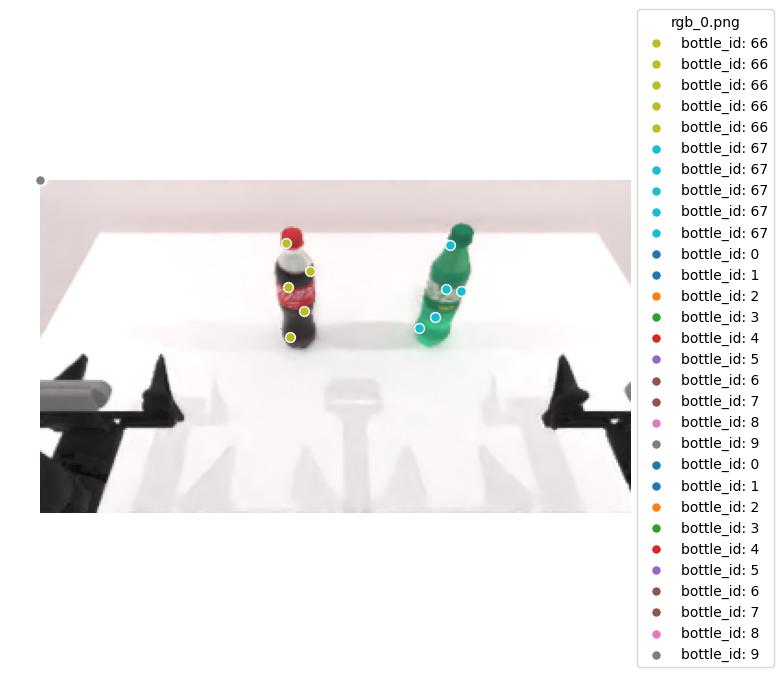 rgb_0.png
bottle_id: 66
bottle_id: 66
bottle_id: 66
bottle_id: 66
bottle_id: 66
bottle_id: 67
bottle_id: 67
bottle_id: 67
bottle_id: 67
bottle_id: 67
bottle_id: 0
bottle_id: 1
bottle_id: 2
bottle_id: 3
bottle_id: 4
bottle_id: 5
bottle_id: 6
bottle_id: 7
bottle_id: 8
bottle_id: 9
bottle_id: 0
bottle_id: 1
bottle_id: 2
bottle_id: 3
bottle_id: 4
bottle_id: 5
bottle_id: 6
bottle_id: 7
bottle_id: 8
bottle_id: 9